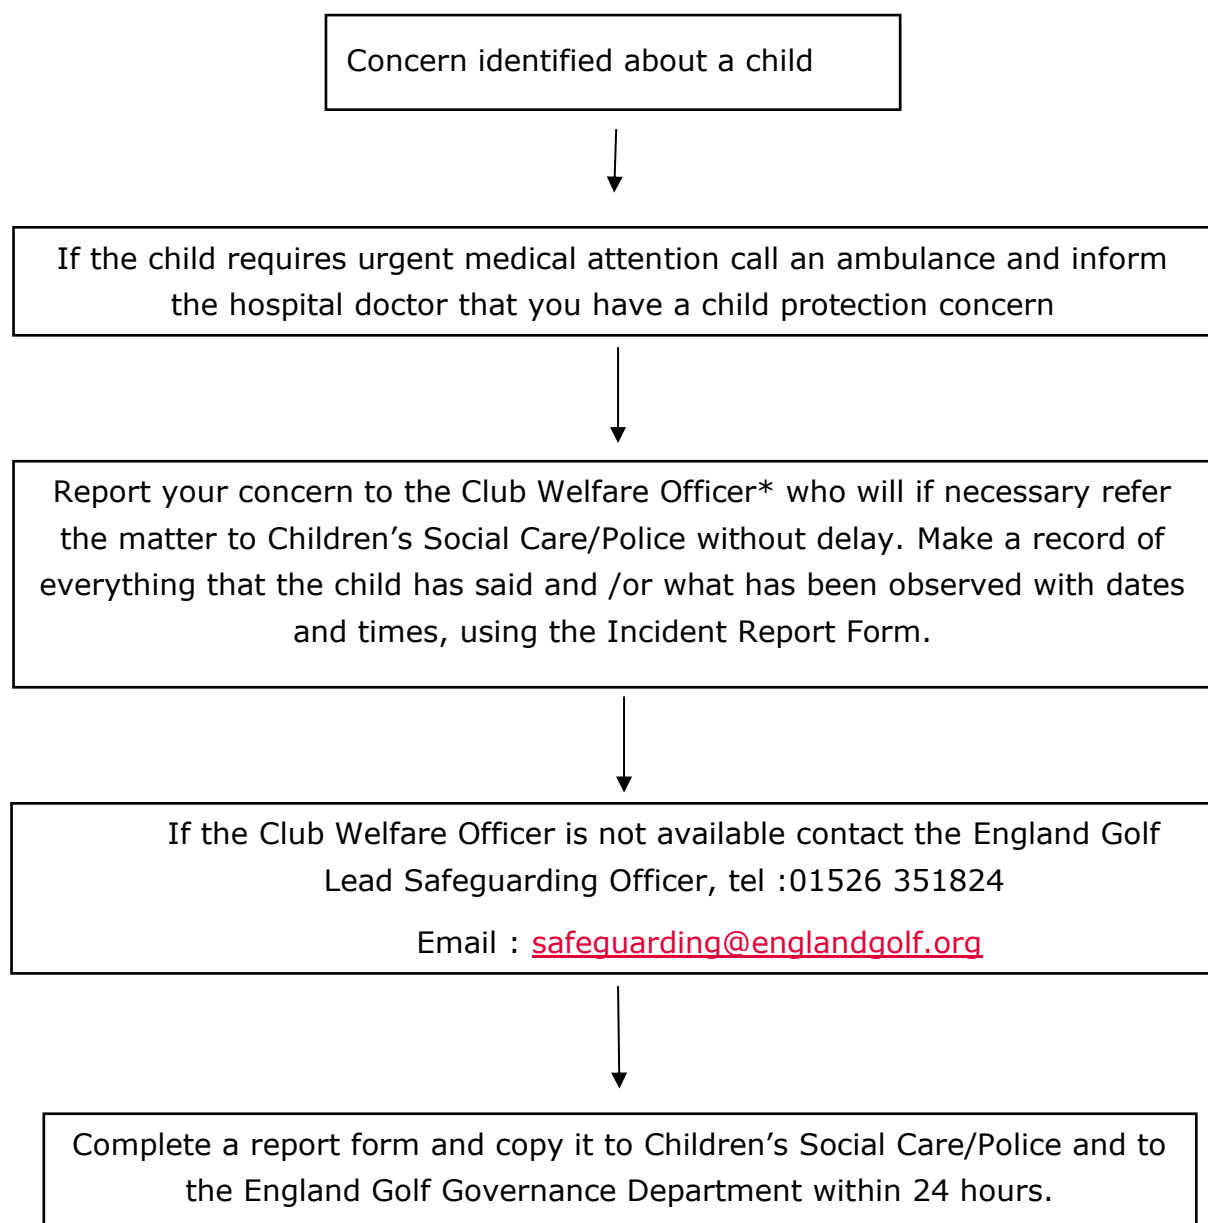 Concern identified about a child
If the child requires urgent medical attention call an ambulance and inform
the hospital doctor that you have a child protection concern
Report your concern to the Club Welfare Officer* who will if necessary refer
the matter to Children’s Social Care/Police without delay. Make a record of
everything that the child has said and /or what has been observed with dates
and times, using the Incident Report Form.
If the Club Welfare Officer is not available contact the England Golf
Lead Safeguarding Officer, tel :01526 351824
Email : safeguarding@englandgolf.org
Complete a report form and copy it to Children’s Social Care/Police and to
the England Golf Governance Department within 24 hours.